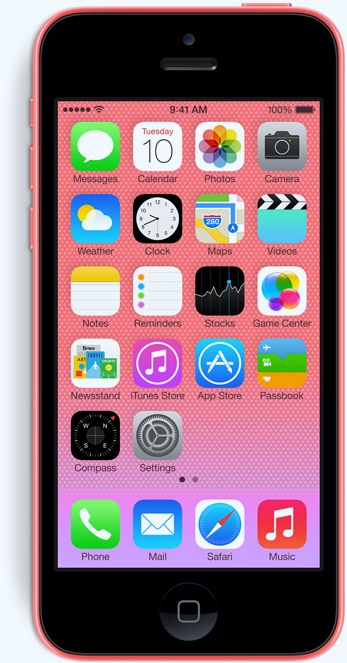 9:41 AM 100%
Tuesday
10
Messages Calendar Photos Camera
280
Weather Clock Maps Videos
Notes Reminders Stocks Game Center
Newsstand iTunes Store App Store Passbook
N
W
E
S
Compass Settings
Phone Mail Safari Music